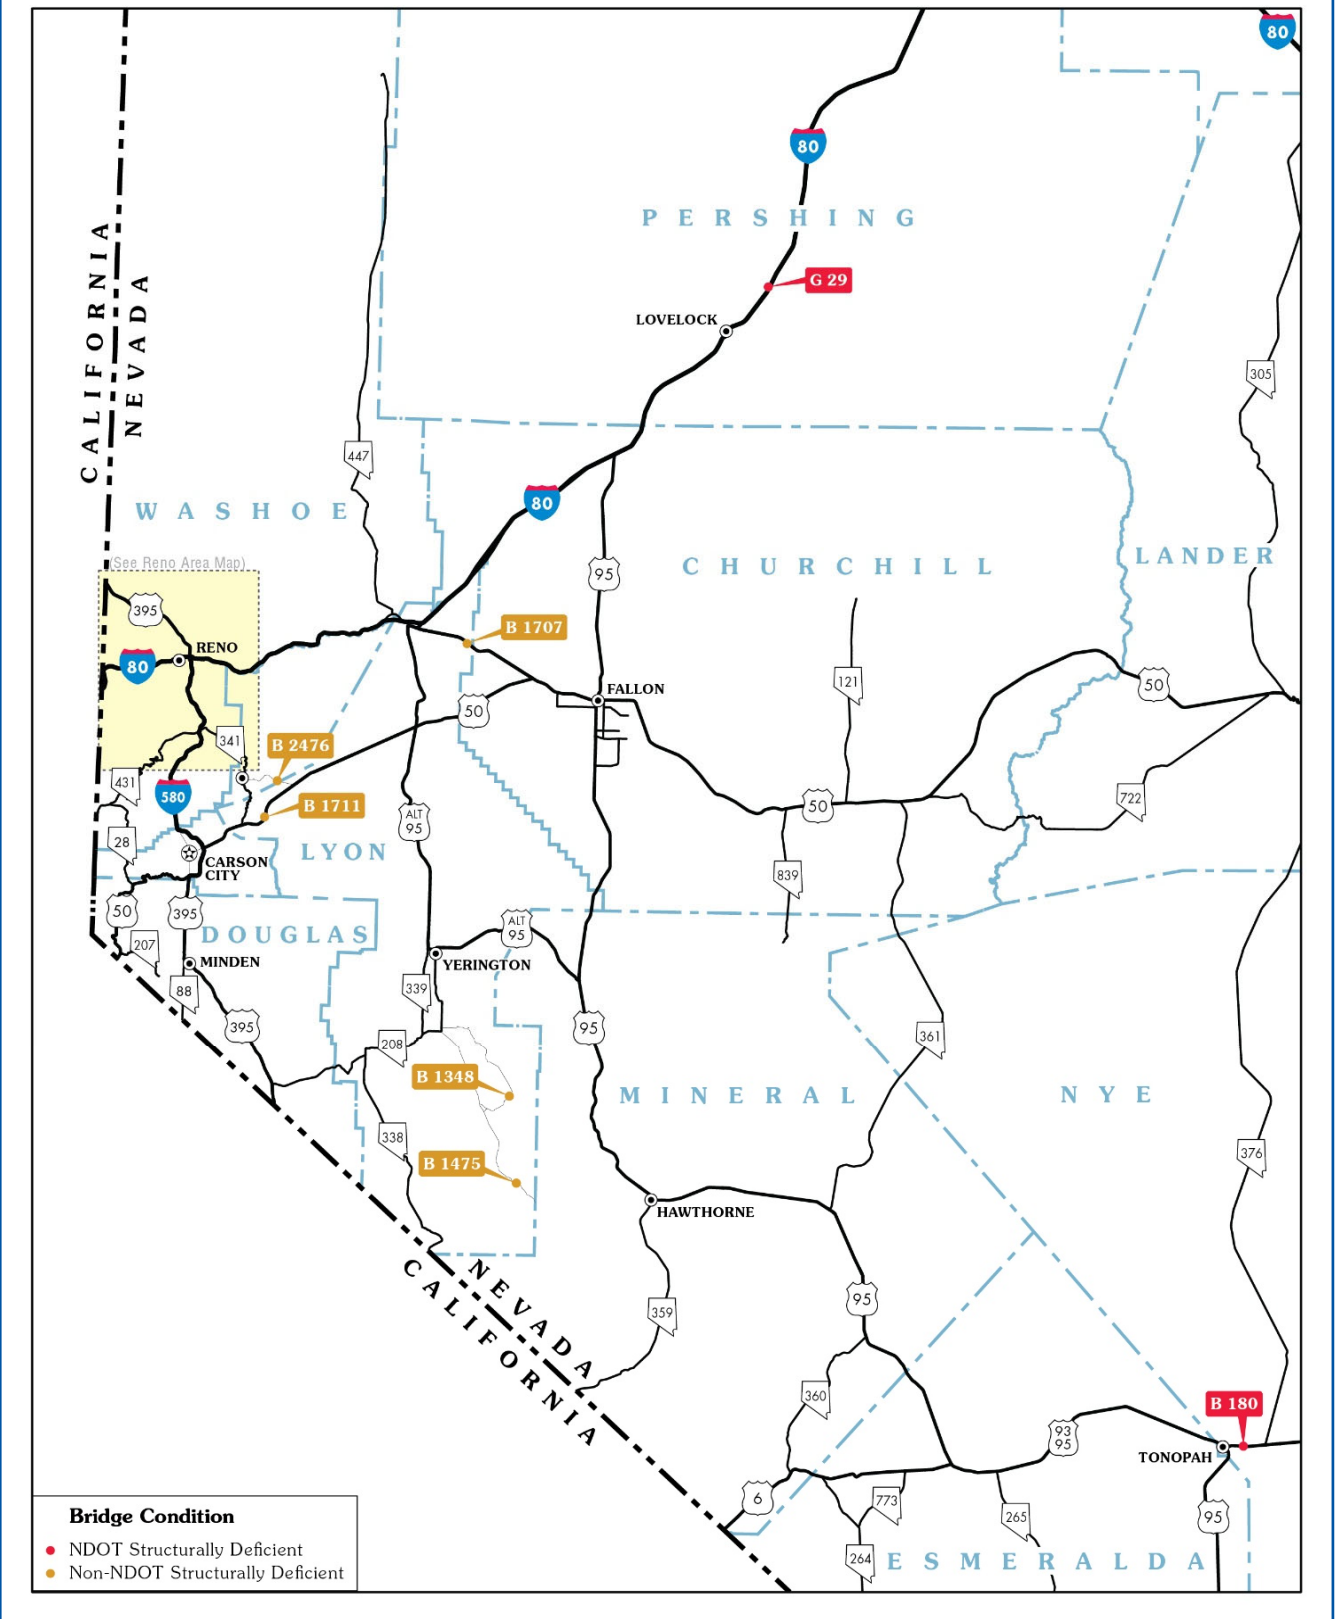 80
80
PERSHING
CALIFORNIA
NEVADA
G 29
LOVELOCK
305
447
80
WASHOE
(See Reno Area Map)
CHURCHILL
LANDER
95
395
B 1707
RENO
80
FALLON
121
50
50
341
B 2476
431
580
B 1711
50
722
ALT
95
28
LYON
CARSON
CITY
839
50
395
ALT
95
DOUGLAS
207
MINDEN
YERINGTON
88
339
395
95
361
208
B 1348
MINERAL
NYE
338
376
B 1475
HAWTHORNE
NEVADA
CALIFORNIA
359
95
360
B 180
93
95
TONOPAH
6
773
265
95
264
ESMERALDA
Bridge Condition
NDOT Structurally Deficient
Non-NDOT Structurally Deficient